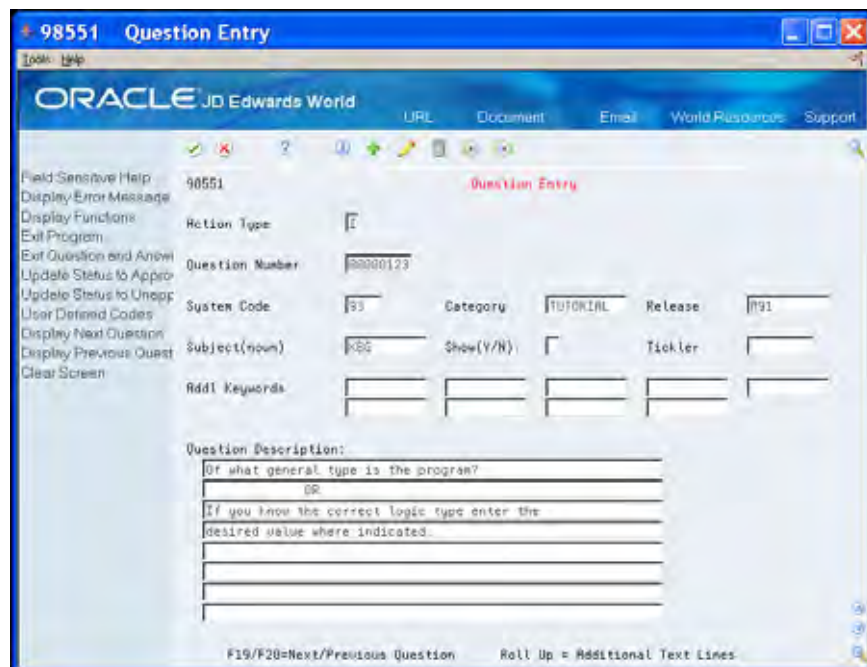 98551 Question Entry
Tools Help
ORACLE JD Edwards World
URL Document Email World Resources Support
Field Sensitive Help
Display Error Message
Display Functions
Exit Program
Exit Question and Answ
Update Status to Appro
Update Status to Unapp
User Defined Codes
Display Next Question
Display Previous Quest
Clear Screen
98551 Question Entry
Action Type I
Question Number 00000123
System Code 93 Category TUTORIAL Release A91
Subject(noun) KBG Show(Y/N) Tickler
Addl Keywords
Question Description:
Of what general type is the program?
OR
If you know the correct logic type enter the
desired value where indicated.
F19/F20=Next/Previous Question Roll Up = Additional Text Lines